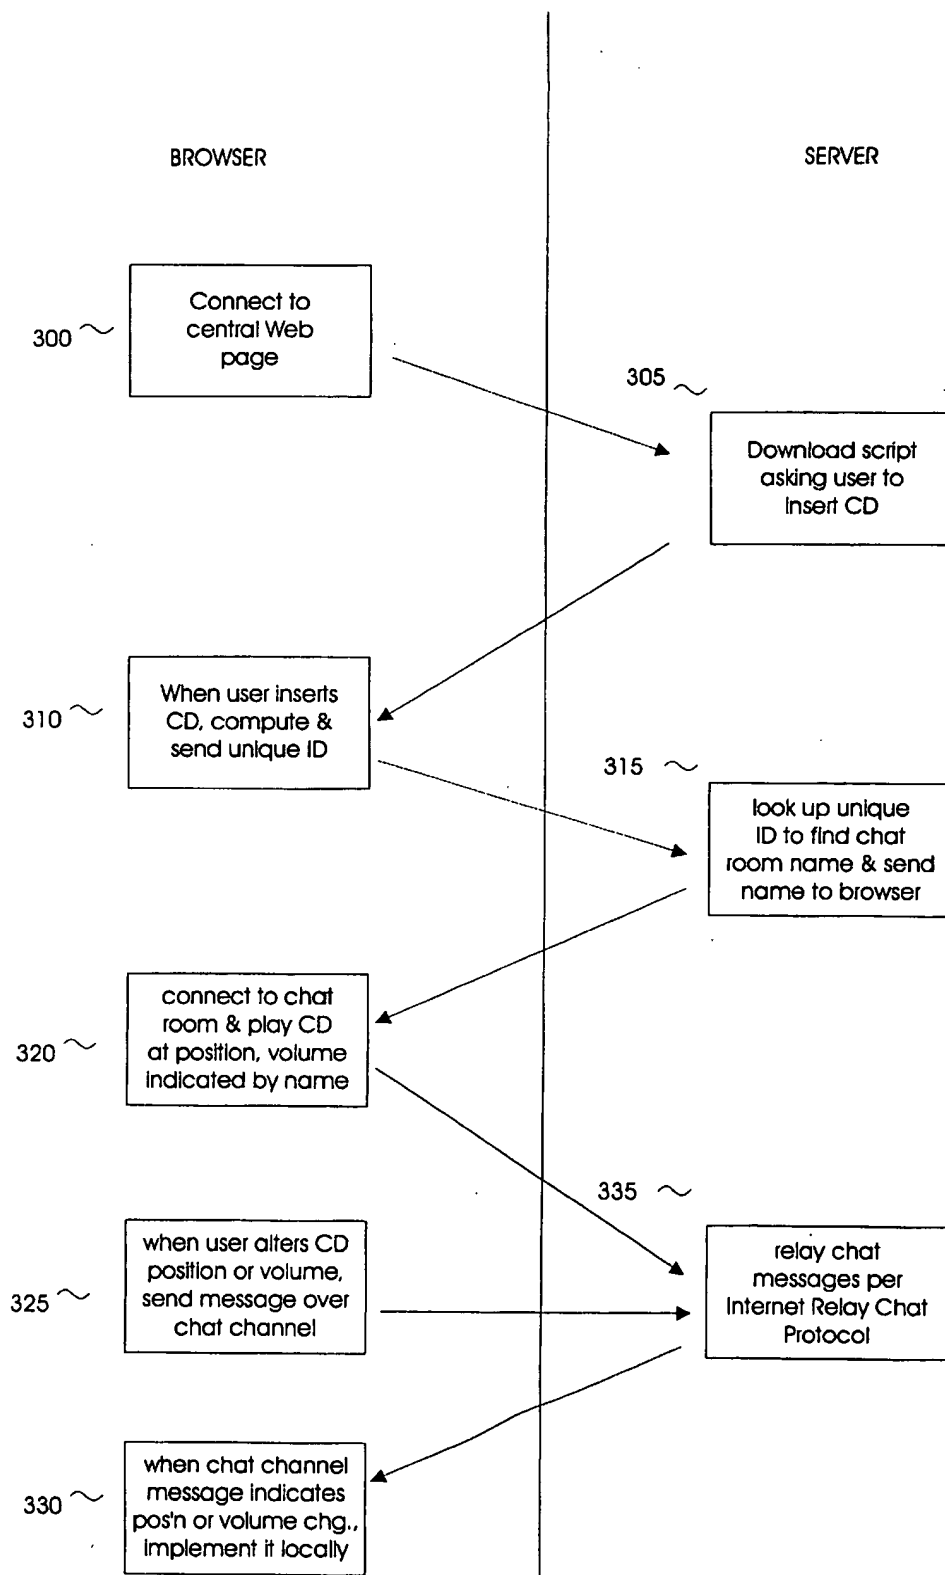 BROWSER
SERVER
300
Connect to
central Web
page
305
Download script
asking user to
insert CD
310
When user inserts
CD, compute &
send unique ID
315
look up unique
ID to find chat
room name & send
name to browser
320
connect to chat
room & play CD
at position, volume
indicated by name
335
relay chat
messages per
Internet Relay Chat
Protocol
325
when user alters CD
position or volume,
send message over
chat channel
330
when chat channel
message indicates
pos'n or volume chg.,
implement it locally